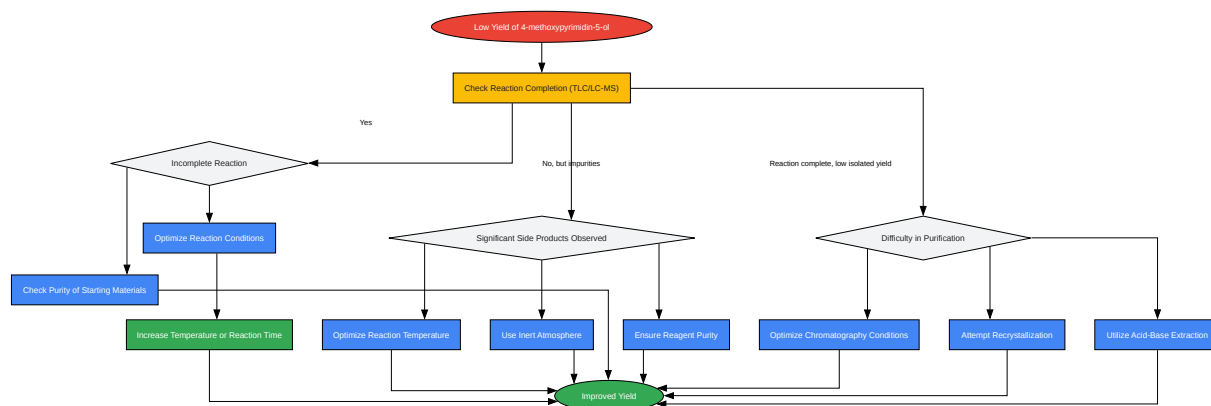 Low Yield of 4-methoxypyrimidin-5-ol
Check Reaction Completion (TLC/LC-MS)
Yes
Incomplete Reaction
No, but impurities
Reaction complete, low isolated yield
Optimize Reaction Conditions
Significant Side Products Observed
Difficulty in Purification
Check Purity of Starting Materials
Increase Temperature or Reaction Time
Optimize Reaction Temperature
Use Inert Atmosphere
Ensure Reagent Purity
Optimize Chromatography Conditions
Attempt Recrystallization
Utilize Acid-Base Extraction
Improved Yield